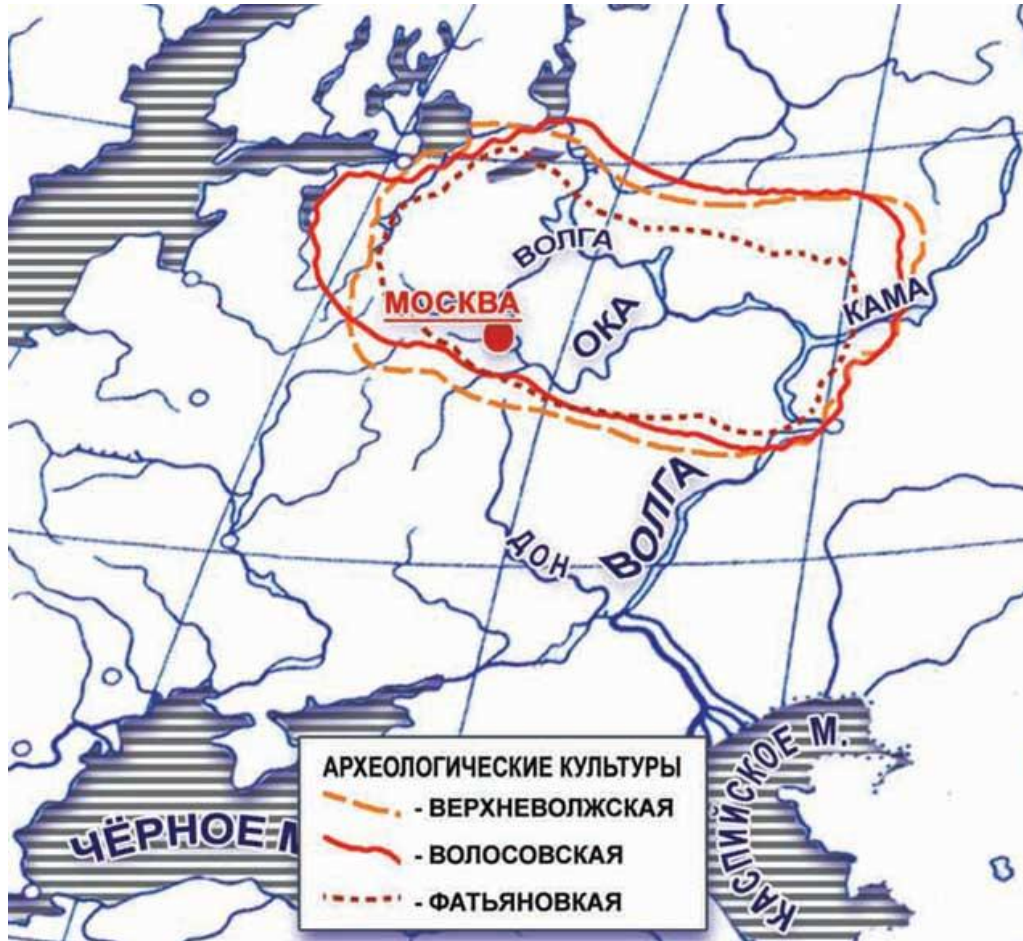 ВОЛГА
МОСКВА
ОКА
КАМА
ВОЛГА
ДОН
ЧЁРНОЕ М
КАСПИЙСКОЕ М.
АРХЕОЛОГИЧЕСКИЕ КУЛЬТУРЫ
- ВЕРХНЕВОЛЖСКАЯ
- ВОЛОСОВСКАЯ
- ФАТЬЯНОВКАЯ